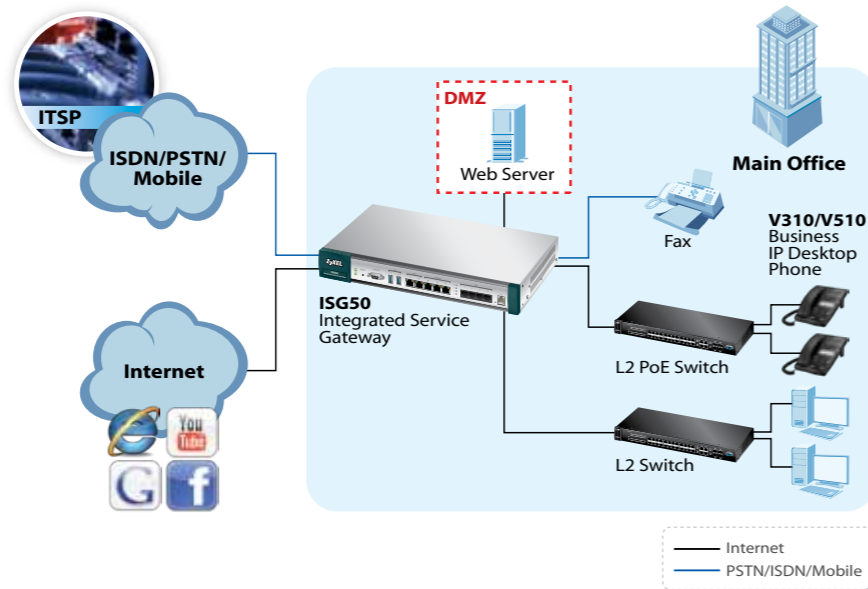 ITSP
ISDN/PSTN/
Mobile
Internet
You
Tube
G
f
DMZ
Web Server
ZyXEL
ISG50
Integrated Service
Gateway
Main Office
Fax
V310/V510
Business
IP Desktop
Phone
L2 PoE Switch
L2 Switch
Internet
PSTN/ISDN/Mobile